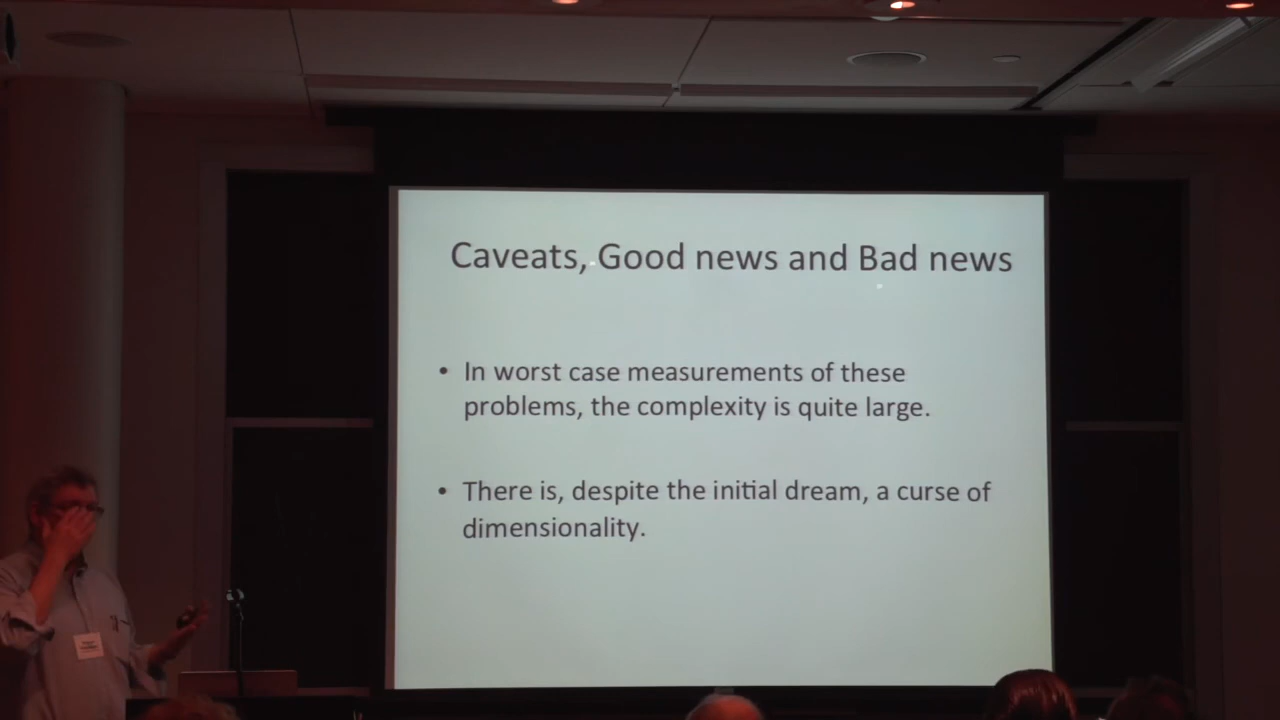 Caveats, Good news and Bad news
• In worst case measurements of these
problems, the complexity is quite large.
• There is, despite the initial dream, a curse of
dimensionality.